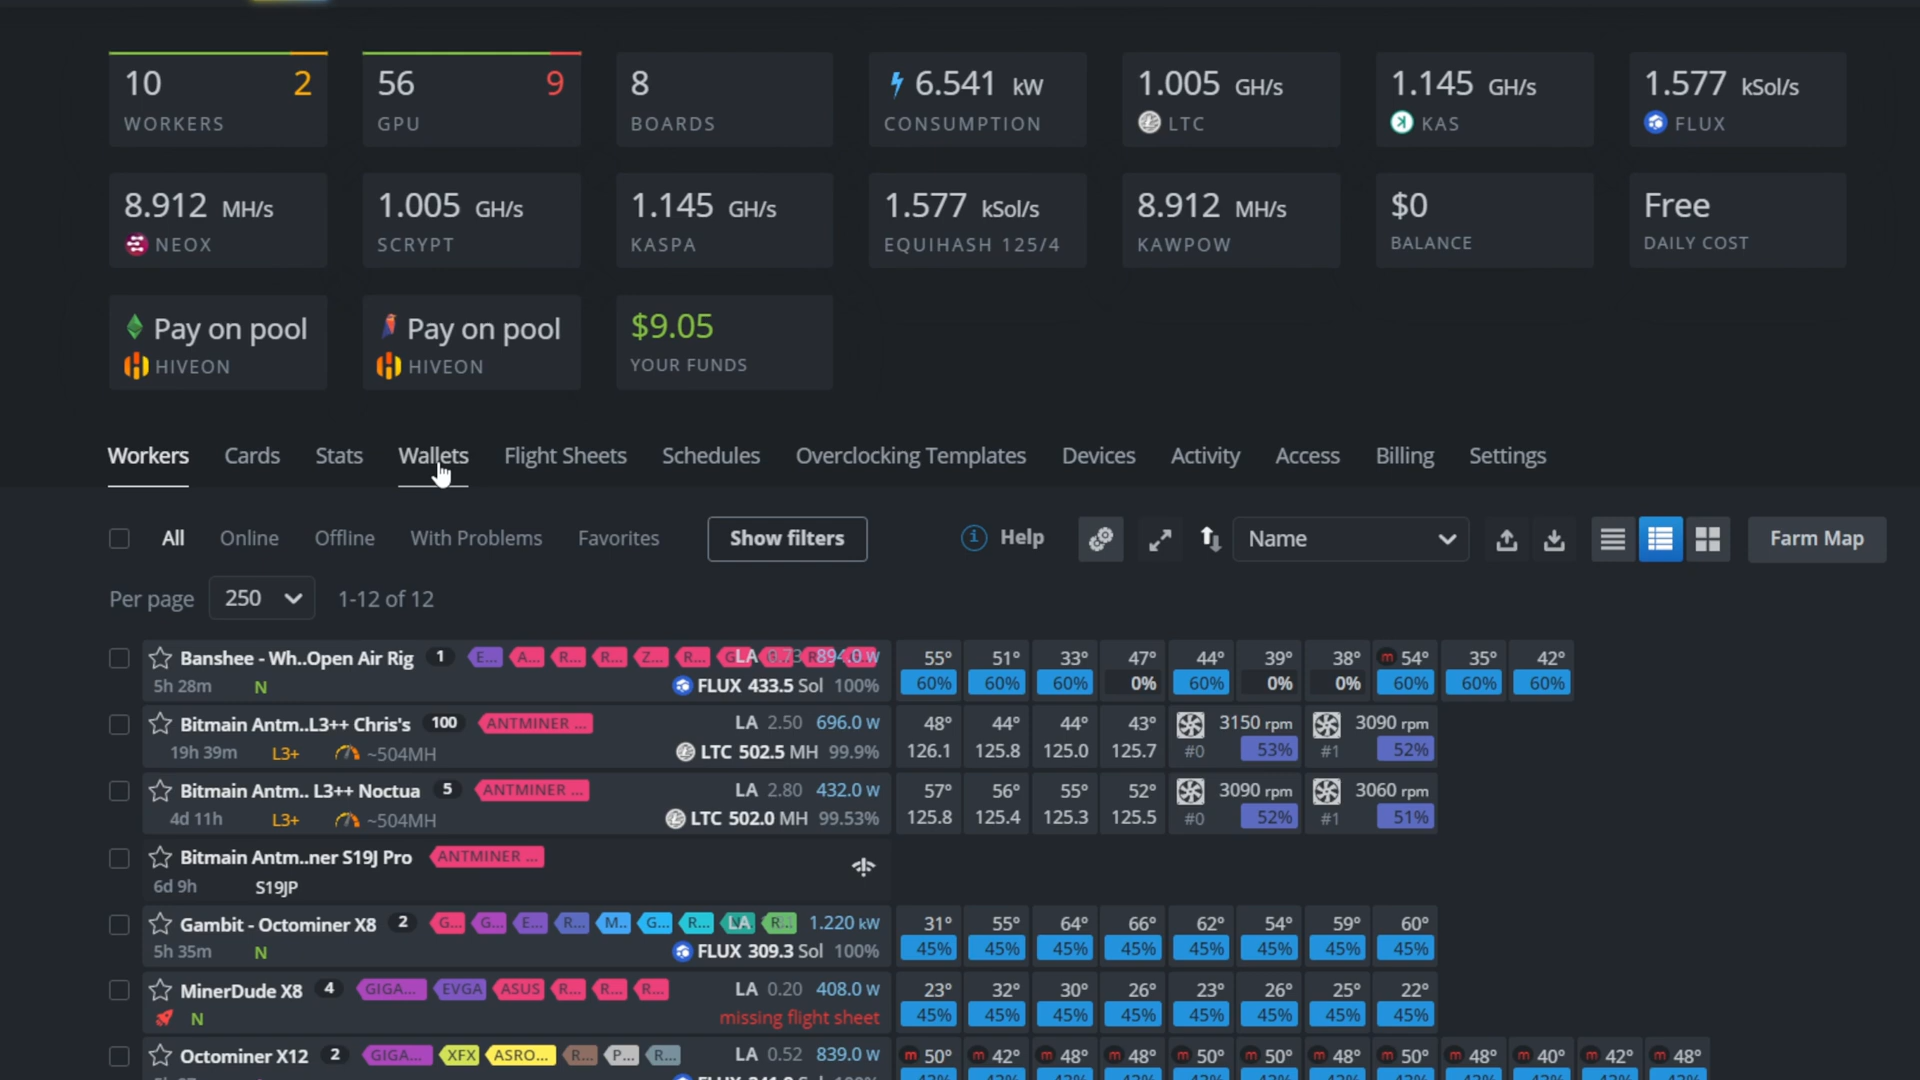 10 2 56 9 8 6.541 kW 1.005 GH/s 1.145 GH/s 1.577 kSol/s
WORKERS GPU BOARDS CONSUMPTION LTC KAS FLUX
8.912 MH/s 1.005 GH/s 1.145 GH/s 1.577 kSol/s 8.912 MH/s $0 Free
NEOX SCRYPT KASPA EQUIHASH 125/4 KAWPOW BALANCE DAILY COST
Pay on pool Pay on pool $9.05
HIVEON HIVEON YOUR FUNDS
Workers Cards Stats Wallets Flight Sheets Schedules Overclocking Templates Devices Activity Access Billing Settings
All Online Offline With Problems Favorites Show filters Help Name Farm Map
Per page 250 1-12 of 12
Banshee - Wh..Open Air Rig 1 E... A... R... R... Z... R... LA 0.73 894.0 W 55° 51° 33° 47° 44° 39° 38° m 54° 35° 42°
5h 28m N FLUX 433.5 Sol 100% 60% 60% 60% 0% 60% 0% 0% 60% 60% 60%
Bitmain Antm..L3++ Chris's 100 ANTMINER ... LA 2.50 696.0 W 48° 44° 44° 43° 3150 rpm 3090 rpm
19h 39m L3+ ~504MH LTC 502.5 MH 99.9% 126.1 125.8 125.0 125.7 #0 53% #1 52%
Bitmain Antm.. L3++ Noctua 5 ANTMINER ... LA 2.80 432.0 W 57° 56° 55° 52° 3090 rpm 3060 rpm
4d 11h L3+ ~504MH LTC 502.0 MH 99.53% 125.8 125.4 125.3 125.5 #0 52% #1 51%
Bitmain Antm..ner S19J Pro ANTMINER ...
6d 9h S19JP
Gambit - Octominer X8 2 G... G... E... R... M.. G... R... LA R... 1.220 kW 31° 55° 64° 66° 62° 54° 59° 60°
5h 35m N FLUX 309.3 Sol 100% 45% 45% 45% 45% 45% 45% 45% 45%
MinerDude X8 4 GIGA... EVGA ASUS R... R... R... LA 0.20 408.0 W 23° 32° 30° 26° 23° 26° 25° 22°
N missing flight sheet 45% 45% 45% 45% 45% 45% 45% 45%
Octominer X12 2 GIGA... XFX ASRO... R... P... R... LA 0.52 839.0 W m 50° m 42° m 48° m 48° m 50° m 50° m 48° m 50° m 48° m 40° m 42° m 48°